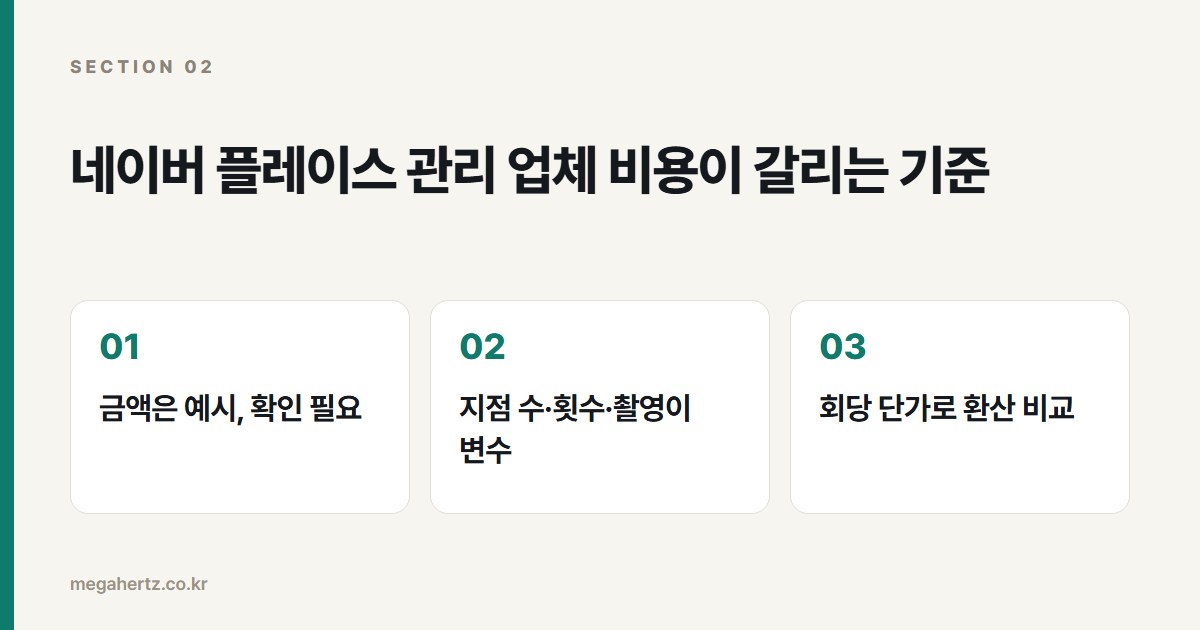 SECTION 02
네이버 플레이스 관리 업체 비용이 갈리는 기준
01
금액은 예시, 확인 필요
02
지점 수·횟수·촬영이
변수
03
회당 단가로 환산 비교
megahertz.co.kr